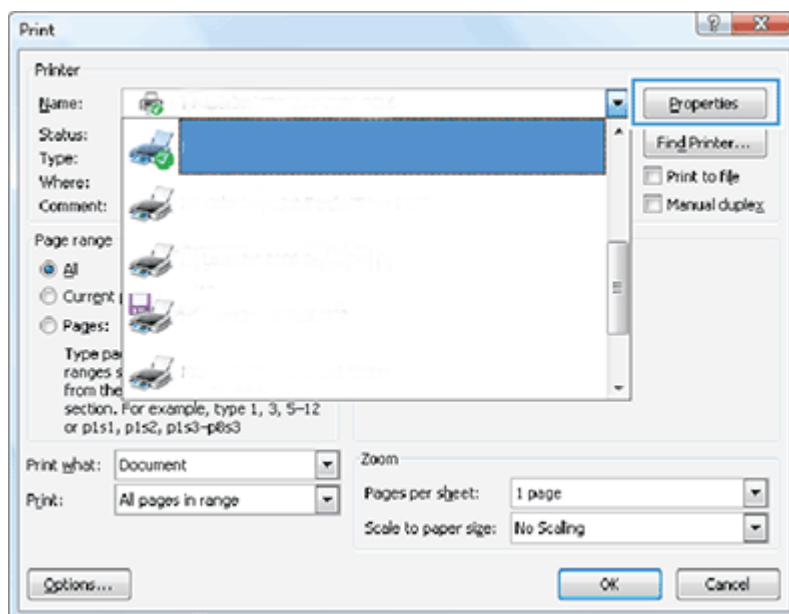 Print
Printer
Name:
Properties
Status:
Find Printer...
Type:
Where:
Print to file
Comment:
Manual duplex
Page range
All
Current
Pages:
Type
ranges
from the
section. For example, type 1, 3, 5–12
or p1s1, p1s2, p1s3–p8s3
Print what: Document
Print: All pages in range
Zoom
Pages per sheet: 1 page
Scale to paper size: No Scaling
Options...
OK
Cancel